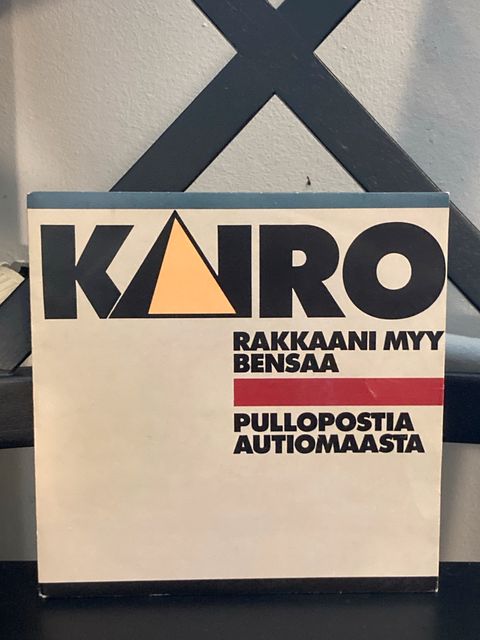 KAIRO
RAKKAANI MYY
BENSAA
PULLOPOSTIA
AUTIOMAASTA